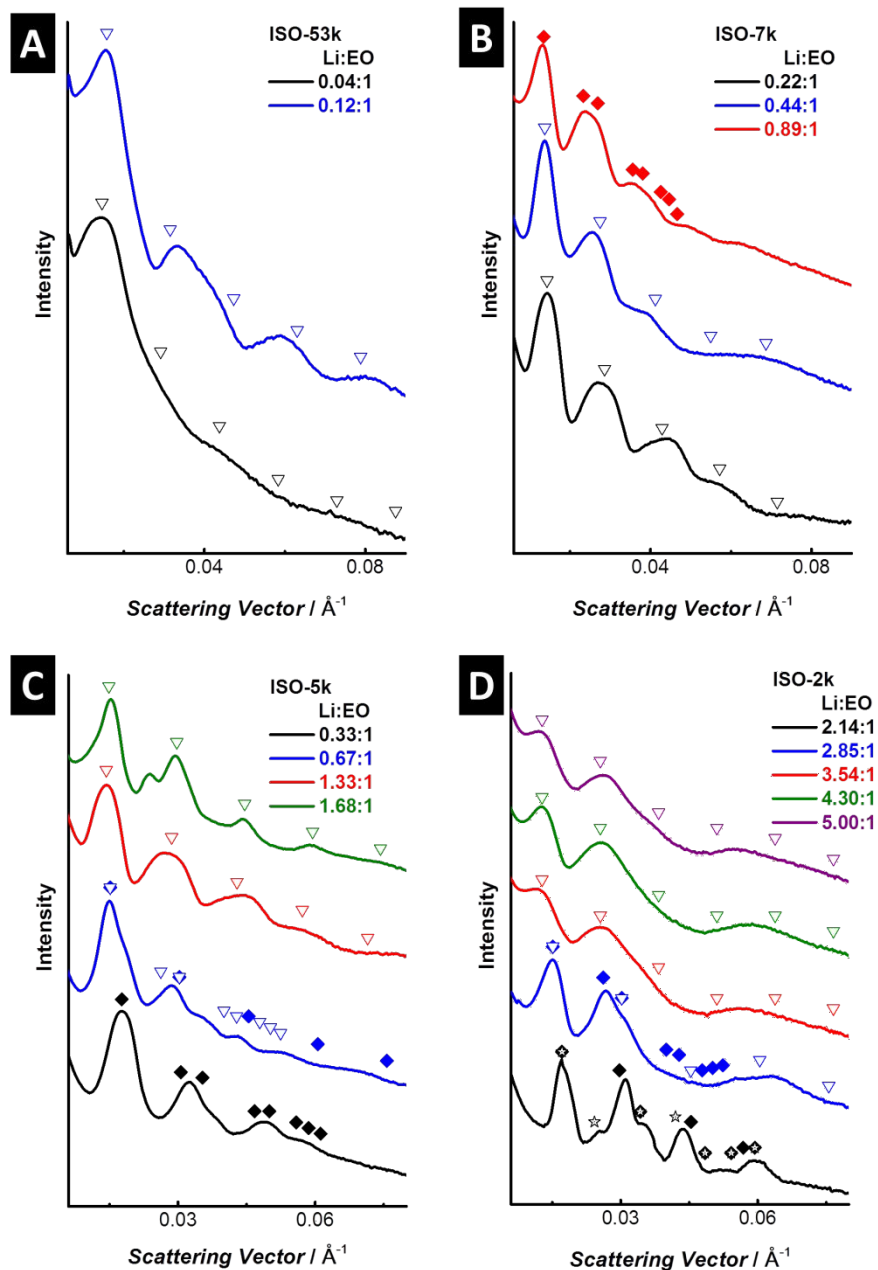 A
ISO-53k
Li:EO
0.04:1
0.12:1
Intensity
0.04
0.08
Scattering Vector / Å-1
B
ISO-7k
Li:EO
0.22:1
0.44:1
0.89:1
Intensity
0.04
0.08
Scattering Vector / Å-1
C
ISO-5k
Li:EO
0.33:1
0.67:1
1.33:1
1.68:1
Intensity
0.03
0.06
Scattering Vector / Å-1
D
ISO-2k
Li:EO
2.14:1
2.85:1
3.54:1
4.30:1
5.00:1
Intensity
0.03
0.06
Scattering Vector / Å-1